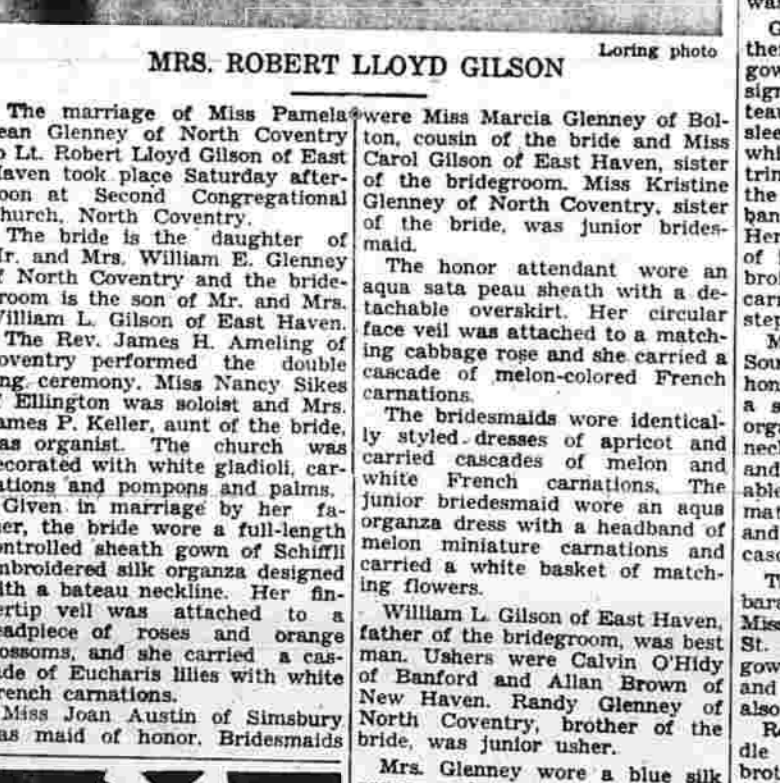 Loring photo
MRS. ROBERT LLOYD GILSON
The marriage of Miss Pamela
ean Glenney of North Coventry
o Lt. Robert Lloyd Gilson of East
aven took place Saturday after-
oon at Second Congregational
hurch, North Coventry.
The bride is the daughter of
r. and Mrs. William E. Glenney
f North Coventry and the bride-
room is the son of Mr. and Mrs.
illiam L. Gilson of East Haven.
The Rev. James H. Ameling of
oventry performed the double
ng ceremony. Miss Nancy Sikes
f Ellington was soloist and Mrs.
ames P. Keller, aunt of the bride,
as organist. The church was
ecorated with white gladioli, car-
ations and pompons and palms.
Given in marriage by her fa-
er, the bride wore a full-length
ontrolled sheath gown of Schiffli
mbroidered silk organza designed
ith a bateau neckline. Her fin-
ertip veil was attached to a
eadpiece of roses and orange
ossoms, and she carried a cas-
de of Eucharis lilies with white
rench carnations.
Miss Joan Austin of Simsbury
as maid of honor. Bridesmaids
were Miss Marcia Glenney of Bol-
ton, cousin of the bride and Miss
Carol Gilson of East Haven, sister
of the bridegroom. Miss Kristine
Glenney of North Coventry, sister
of the bride, was junior brides-
maid.
The honor attendant wore an
aqua sata peau sheath with a de-
tachable overskirt. Her circular
face veil was attached to a match-
ing cabbage rose and she carried a
cascade of melon-colored French
carnations.
The bridesmaids wore identical-
ly styled dresses of apricot and
carried cascades of melon and
white French carnations. The
junior briedesmaid wore an aqua
organza dress with a headband of
melon miniature carnations and
carried a white basket of match-
ing flowers.
William L. Gilson of East Haven,
father of the bridegroom, was best
man. Ushers were Calvin O'Hidy
of Banford and Allan Brown of
New Haven. Randy Glenney of
North Coventry, brother of the
bride, was junior usher.
Mrs. Glenney wore a blue silk